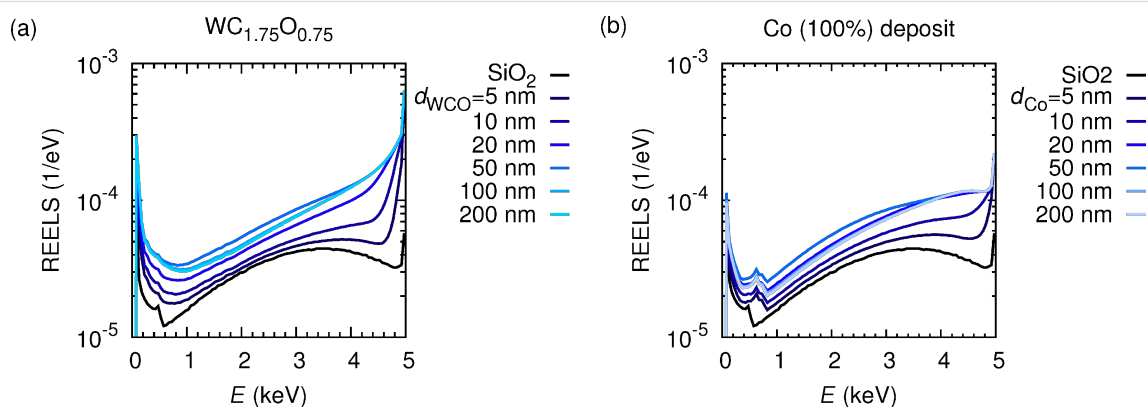 (a)
WC1.75O0.75
10-3
10-4
10-5
REELS (1/eV)
0 1 2 3 4 5
E (keV)
SiO2
dWCO=5 nm
10 nm
20 nm
50 nm
100 nm
200 nm
(b)
Co (100%) deposit
10-3
10-4
10-5
REELS (1/eV)
0 1 2 3 4 5
E (keV)
SiO2
dCo=5 nm
10 nm
20 nm
50 nm
100 nm
200 nm